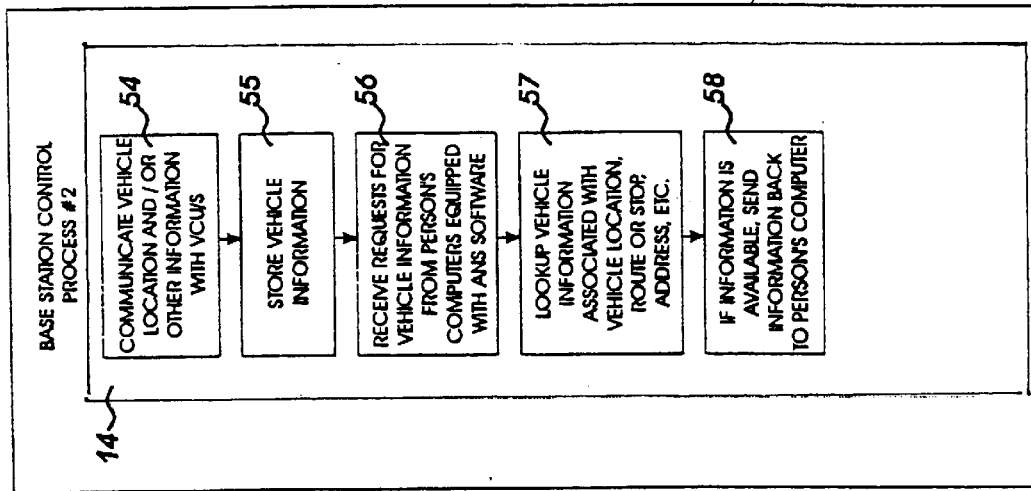 BASE STATION CONTROL
PROCESS #2
14
54
COMMUNICATE VEHICLE
LOCATION AND / OR
OTHER INFORMATION
WITH VCU/S
55
STORE VEHICLE
INFORMATION
56
RECEIVE REQUESTS FOR
VEHICLE INFORMATION
FROM PERSON'S
COMPUTERS EQUIPPED
WITH ANS SOFTWARE
57
LOOKUP VEHICLE
INFORMATION
ASSOCIATED WITH
VEHICLE LOCATION,
ROUTE OR STOP,
ADDRESS, ETC.
58
IF INFORMATION IS
AVAILABLE, SEND
INFORMATION BACK
TO PERSON'S COMPUTER